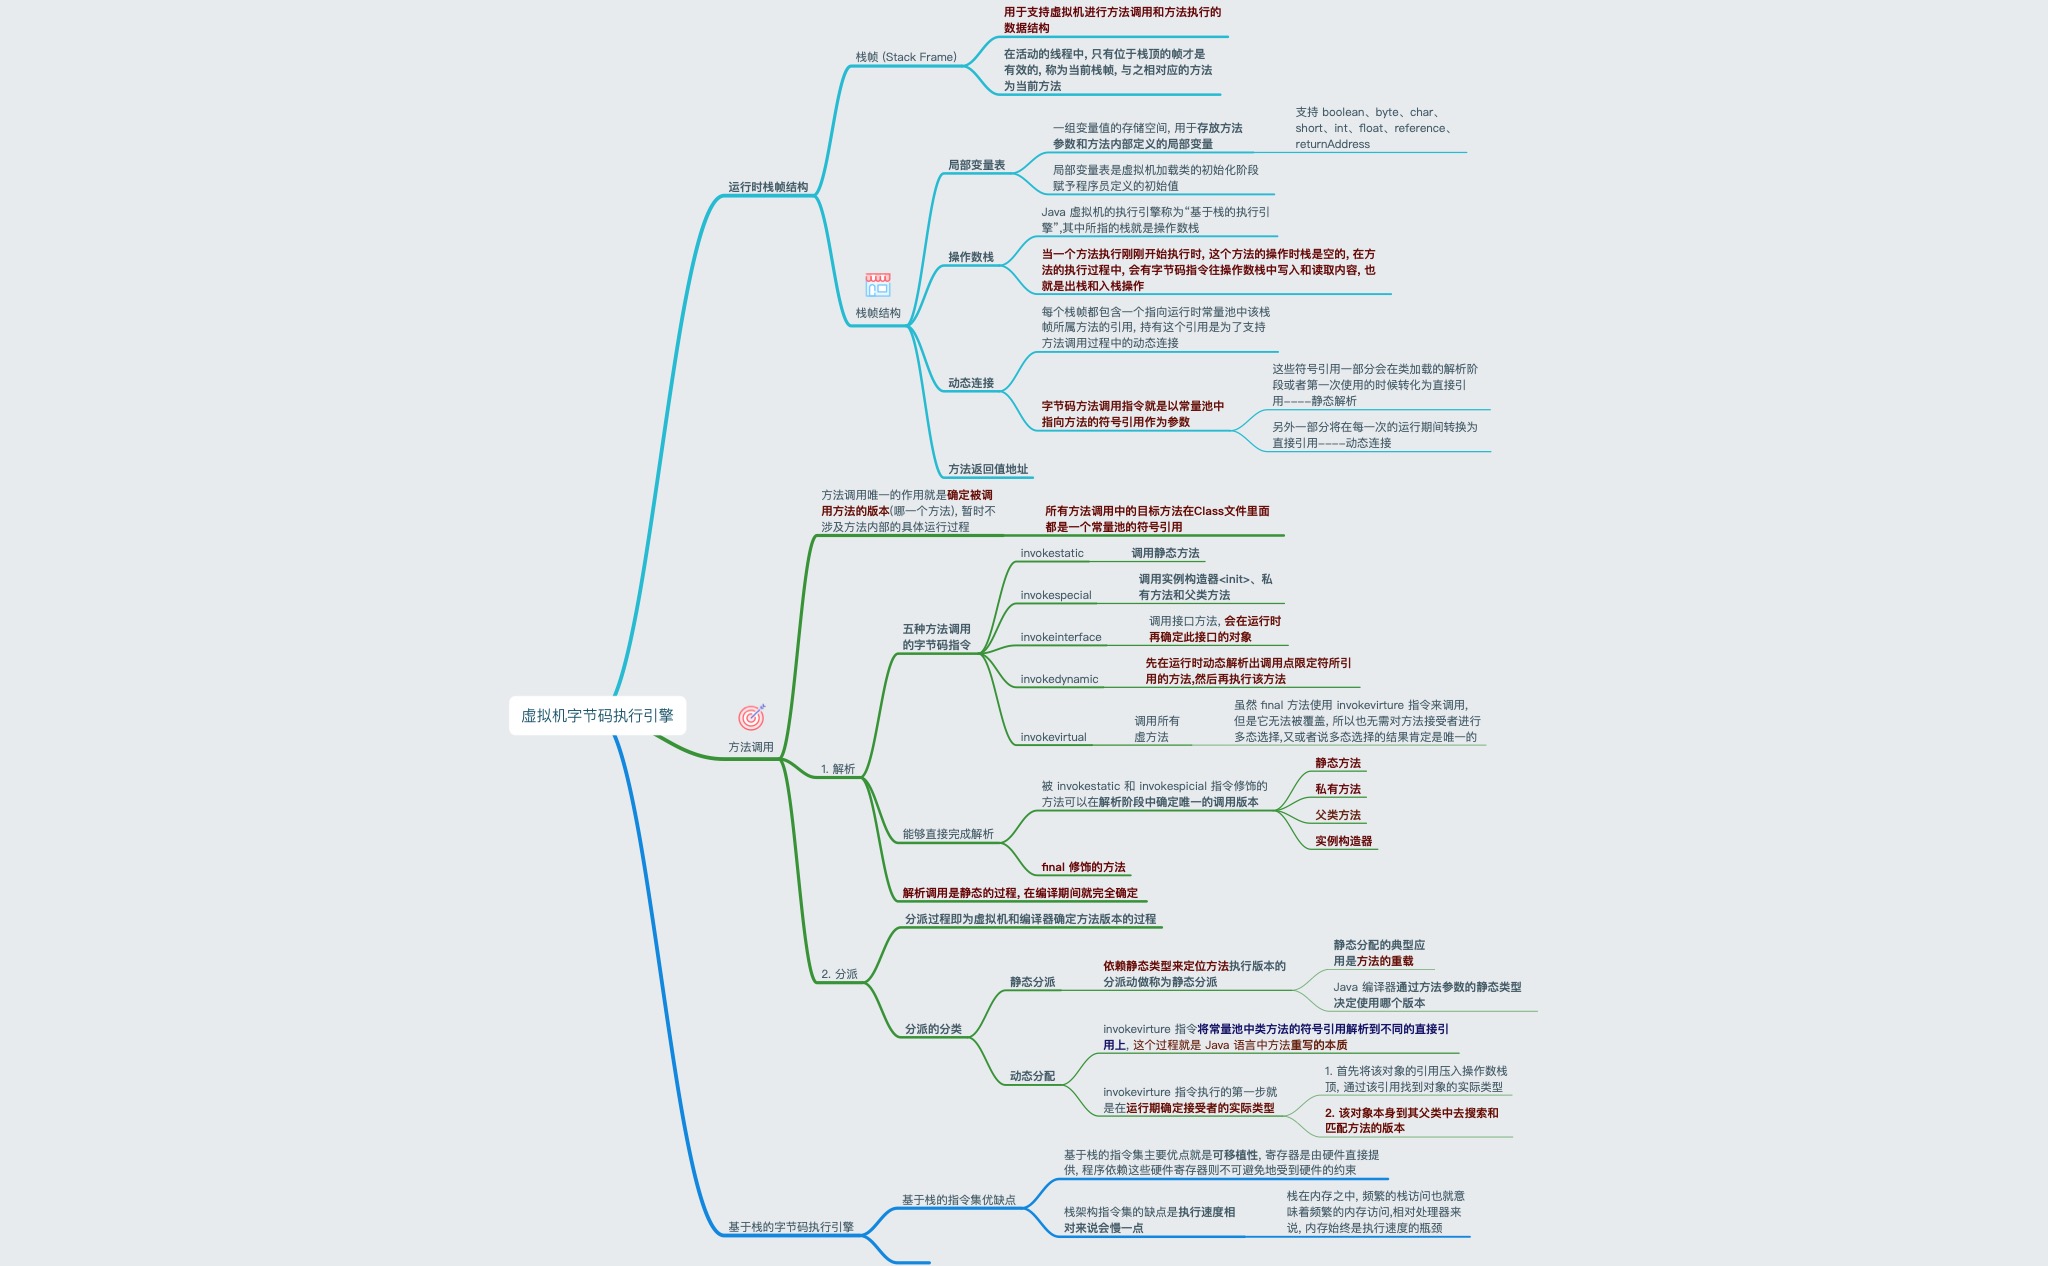 虚拟机字节码执行引擎
运行时栈帧结构
栈帧 (Stack Frame)
用于支持虚拟机进行方法调用和方法执行的
数据结构
在活动的线程中, 只有位于栈顶的帧才是
有效的, 称为当前栈帧, 与之相对应的方法
为当前方法
栈帧结构
局部变量表
一组变量值的存储空间, 用于存放方法
参数和方法内部定义的局部变量
支持 boolean、byte、char、
short、int、float、reference、
returnAddress
局部变量表是虚拟机加载类的初始化阶段
赋予程序员定义的初始值
操作数栈
Java 虚拟机的执行引擎称为“基于栈的执行引
擎”,其中所指的栈就是操作数栈
当一个方法执行刚刚开始执行时, 这个方法的操作时栈是空的, 在方
法的执行过程中, 会有字节码指令往操作数栈中写入和读取内容, 也
就是出栈和入栈操作
动态连接
每个栈帧都包含一个指向运行时常量池中该栈
帧所属方法的引用, 持有这个引用是为了支持
方法调用过程中的动态连接
字节码方法调用指令就是以常量池中
指向方法的符号引用作为参数
这些符号引用一部分会在类加载的解析阶
段或者第一次使用的时候转化为直接引
用----静态解析
另外一部分将在每一次的运行期间转换为
直接引用----动态连接
方法返回值地址
方法调用
方法调用唯一的作用就是确定被调
用方法的版本(哪一个方法), 暂时不
涉及方法内部的具体运行过程
所有方法调用中的目标方法在Class文件里面
都是一个常量池的符号引用
1. 解析
五种方法调用
的字节码指令
invokestatic
调用静态方法
invokespecial
调用实例构造器<init>、私
有方法和父类方法
invokeinterface
调用接口方法, 会在运行时
再确定此接口的对象
invokedynamic
先在运行时动态解析出调用点限定符所引
用的方法,然后再执行该方法
invokevirtual
调用所有
虚方法
虽然 final 方法使用 invokevirture 指令来调用,
但是它无法被覆盖, 所以也无需对方法接受者进行
多态选择,又或者说多态选择的结果肯定是唯一的
能够直接完成解析
被 invokestatic 和 invokespicial 指令修饰的
方法可以在解析阶段中确定唯一的调用版本
静态方法
私有方法
父类方法
实例构造器
final 修饰的方法
解析调用是静态的过程, 在编译期间就完全确定
2. 分派
分派过程即为虚拟机和编译器确定方法版本的过程
分派的分类
静态分派
依赖静态类型来定位方法执行版本的
分派动做称为静态分派
静态分配的典型应
用是方法的重载
Java 编译器通过方法参数的静态类型
决定使用哪个版本
动态分配
invokevirture 指令将常量池中类方法的符号引用解析到不同的直接引
用上, 这个过程就是 Java 语言中方法重写的本质
invokevirture 指令执行的第一步就
是在运行期确定接受者的实际类型
1. 首先将该对象的引用压入操作数栈
顶, 通过该引用找到对象的实际类型
2. 该对象本身到其父类中去搜索和
匹配方法的版本
基于栈的字节码执行引擎
基于栈的指令集优缺点
基于栈的指令集主要优点就是可移植性, 寄存器是由硬件直接提
供, 程序依赖这些硬件寄存器则不可避免地受到硬件的约束
栈架构指令集的缺点是执行速度相
对来说会慢一点
栈在内存之中, 频繁的栈访问也就意
味着频繁的内存访问,相对处理器来
说, 内存始终是执行速度的瓶颈